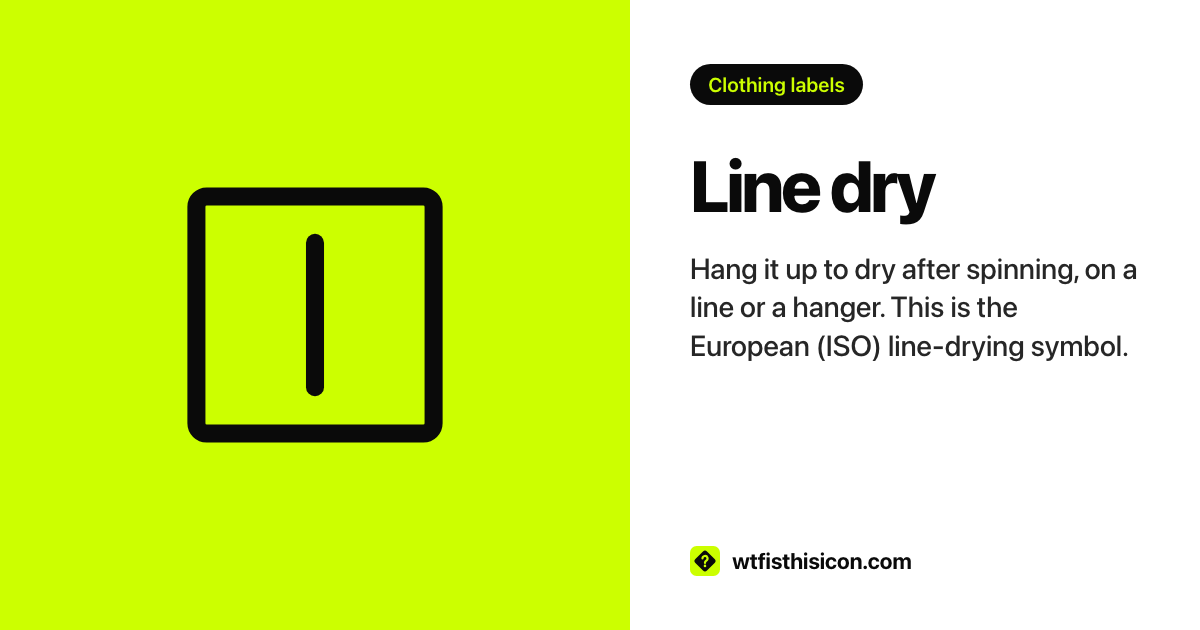 Clothing labels
Line dry
Hang it up to dry after spinning, on a
line or a hanger. This is the
European (ISO) line-drying symbol.
wtfisthisicon.com